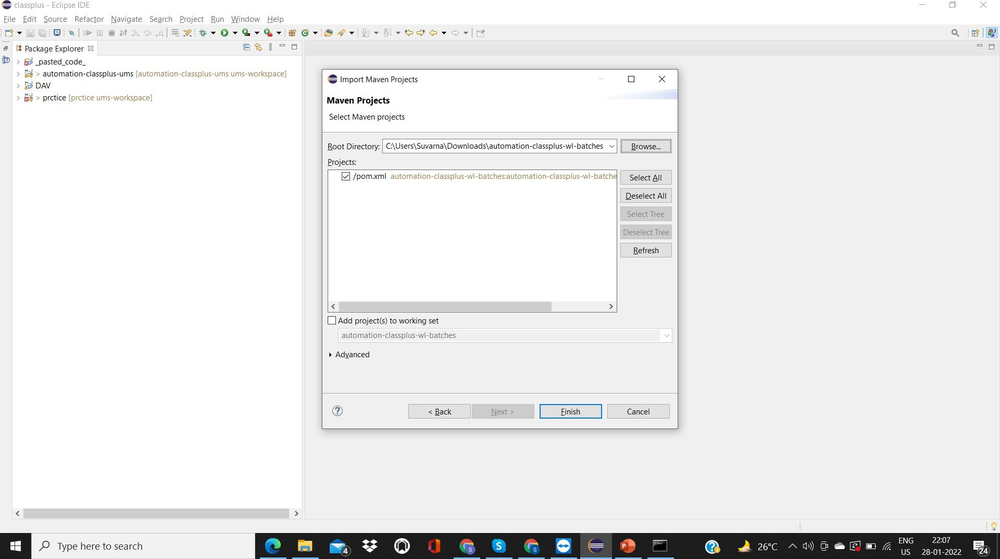 classplus - Eclipse IDE
File Edit Source Refactor Navigate Search Project Run Window Help
Package Explorer
_pasted_code_
> automation-classplus-ums [automation-classplus-ums ums-workspace]
DAV
> prctice [prctice ums-workspace]
Import Maven Projects
Maven Projects
Select Maven projects
Root Directory: C:\Users\Suvarna\Downloads\automation-classplus-wl-batches Browse...
Projects:
/pom.xml automation-classplus-wl-batches:automation-classplus-wl-batche
Select All
Deselect All
Select Tree
Deselect Tree
Refresh
Add project(s) to working set
automation-classplus-wl-batches
Advanced
< Back Next > Finish Cancel
Type here to search
4
26°C
ENG
US
22:07
28-01-2022
24